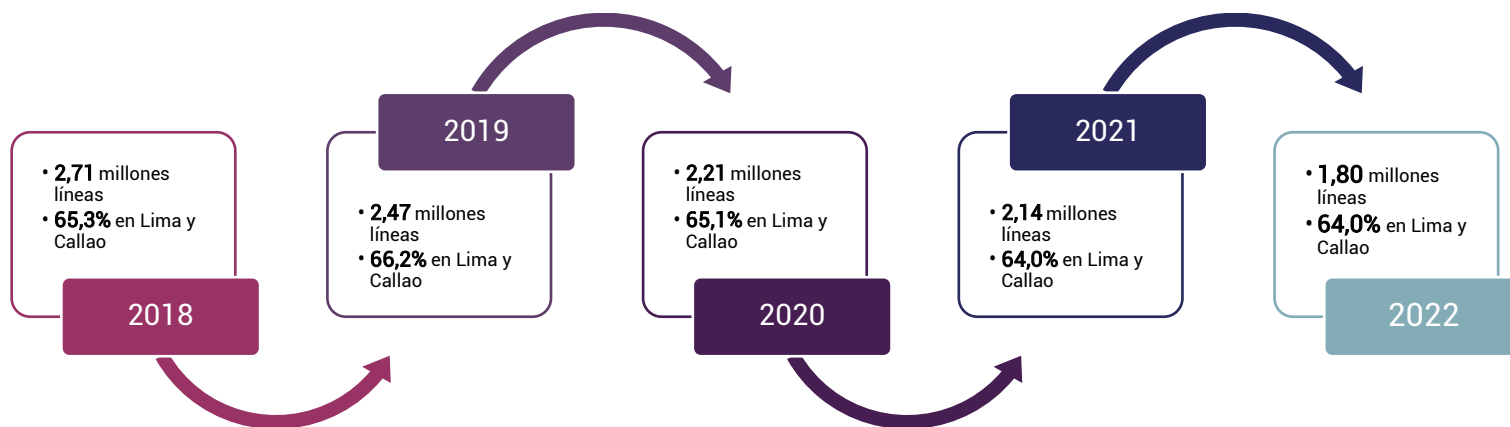 • 2,71 millones
líneas
• 65,3% en Lima y
Callao
2018
2019
• 2,47 millones
líneas
• 66,2% en Lima y
Callao
• 2,21 millones
líneas
• 65,1% en Lima y
Callao
2020
2021
• 2,14 millones
líneas
• 64,0% en Lima y
Callao
• 1,80 millones
líneas
• 64,0% en Lima y
Callao
2022